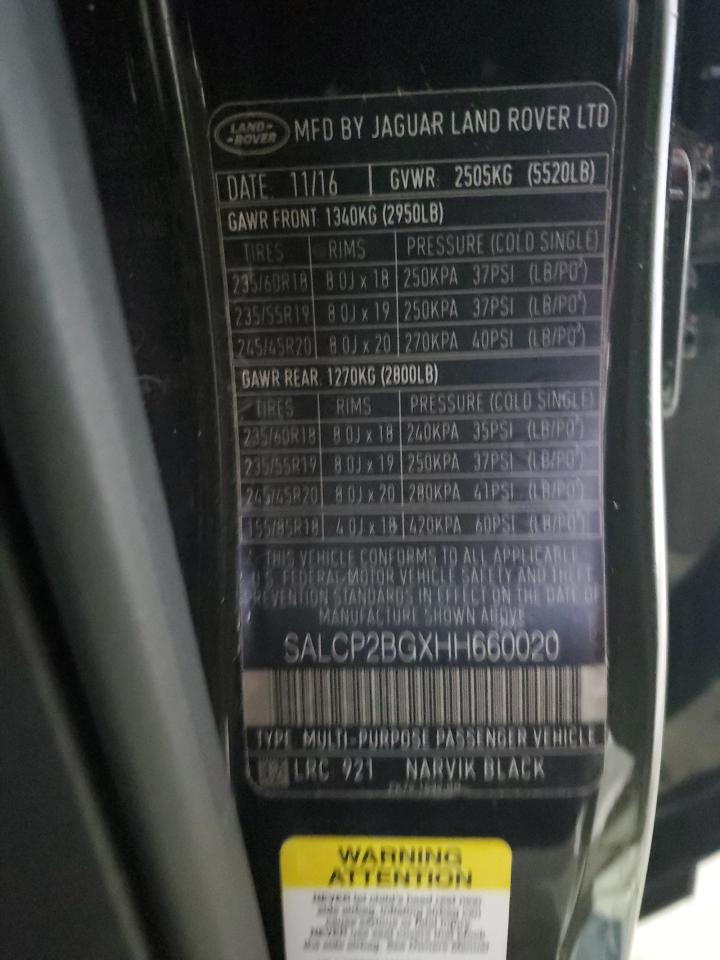 LAND-
-ROVER
MFD BY JAGUAR LAND ROVER LTD
DATE: 11/16 GVWR: 2505KG (5520LB)
GAWR FRONT: 1340KG (2950LB)
TIRES RIMS PRESSURE (COLD SINGLE)
235/60R18 8.0J x 18 250KPA 37PSI (LB/PO²)
235/55R19 8.0J x 19 250KPA 37PSI (LB/PO²)
245/45R20 8.0J x 20 270KPA 40PSI (LB/PO²)
GAWR REAR: 1270KG (2800LB)
TIRES RIMS PRESSURE (COLD SINGLE)
235/60R18 8.0J x 18 240KPA 35PSI (LB/PO²)
235/55R19 8.0J x 19 250KPA 37PSI (LB/PO²)
245/45R20 8.0J x 20 280KPA 41PSI (LB/PO²)
155/85R18 4.0J x 18 420KPA 60PSI (LB/PO²)
THIS VEHICLE CONFORMS TO ALL APPLICABLE
U.S. FEDERAL MOTOR VEHICLE SAFETY AND THEFT
PREVENTION STANDARDS IN EFFECT ON THE DATE OF
MANUFACTURE SHOWN ABOVE
SALCP2BGXHH660020
TYPE: MULTI-PURPOSE PASSENGER VEHICLE
LRC 921 NARVIK BLACK
WARNING
ATTENTION